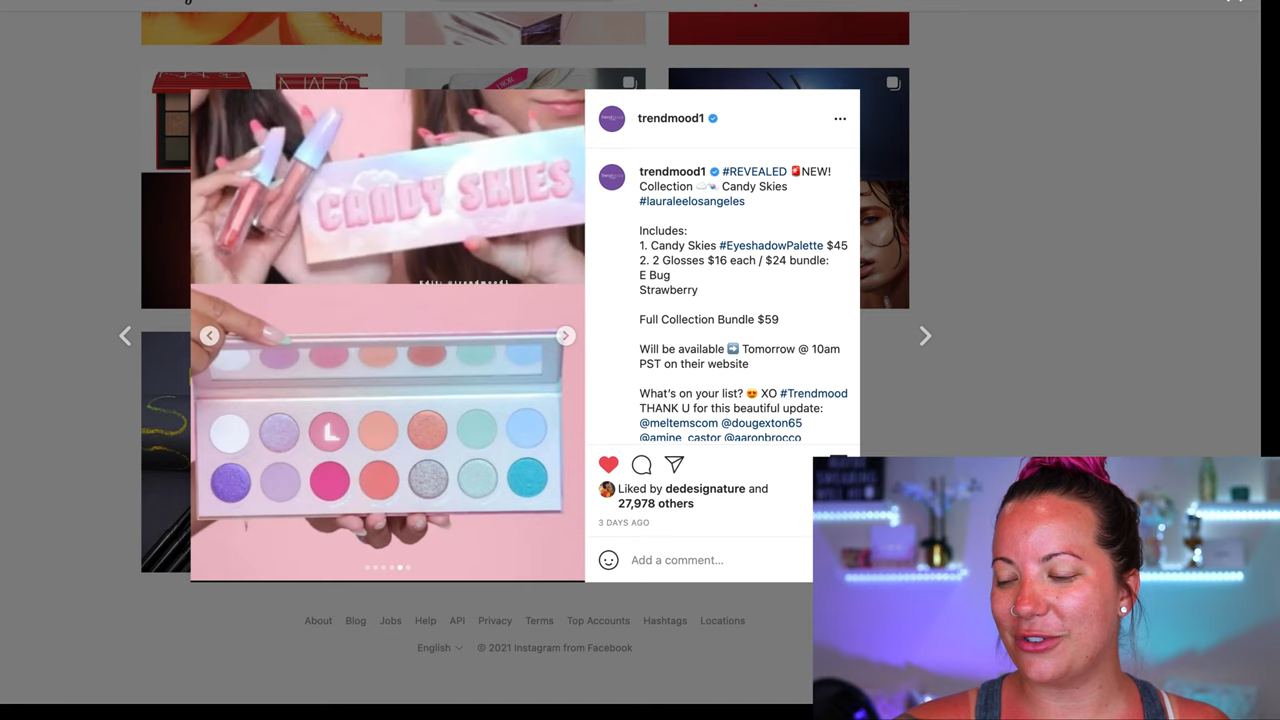 NARS
CANDY SKIES
L
trendmood1
trendmood1 #REVEALED 🚨NEW!
Collection ☁️🍬 Candy Skies
#lauraleelosangeles
Includes:
1. Candy Skies #EyeshadowPalette $45
2. 2 Glosses $16 each / $24 bundle:
E Bug
Strawberry
Full Collection Bundle $59
Will be available ➡️ Tomorrow @ 10am
PST on their website
What's on your list? 😍 XO #Trendmood
THANK U for this beautiful update:
@meltemscom @dougexton65
@amine_castor @aaronbrocco
Liked by dedesignature and
27,978 others
3 DAYS AGO
Add a comment...
About Blog Jobs Help API Privacy Terms Top Accounts Hashtags Locations
English © 2021 Instagram from Facebook